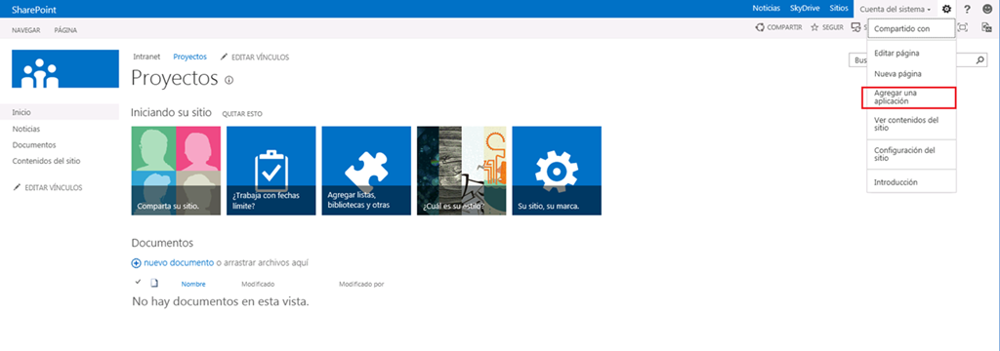 SharePoint
Noticias SkyDrive Sitios Cuenta del sistema ?
NAVEGAR PÁGINA
COMPARTIR SEGUIR S
Compartido con
Editar página
Nueva página
Agregar una
aplicación
Ver contenidos del
sitio
Configuración del
sitio
Introducción
Intranet Proyectos EDITAR VÍNCULOS
Proyectos
Bus
Inicio
Noticias
Documentos
Contenidos del sitio
EDITAR VÍNCULOS
Iniciando su sitio QUITAR ESTO
Comparta su sitio.
¿Trabaja con fechas
límite?
Agregar listas,
bibliotecas y otras
¿Cuál es su estilo?
Su sitio, su marca.
Documentos
nuevo documento o arrastrar archivos aquí
Nombre Modificado Modificado por
No hay documentos en esta vista.